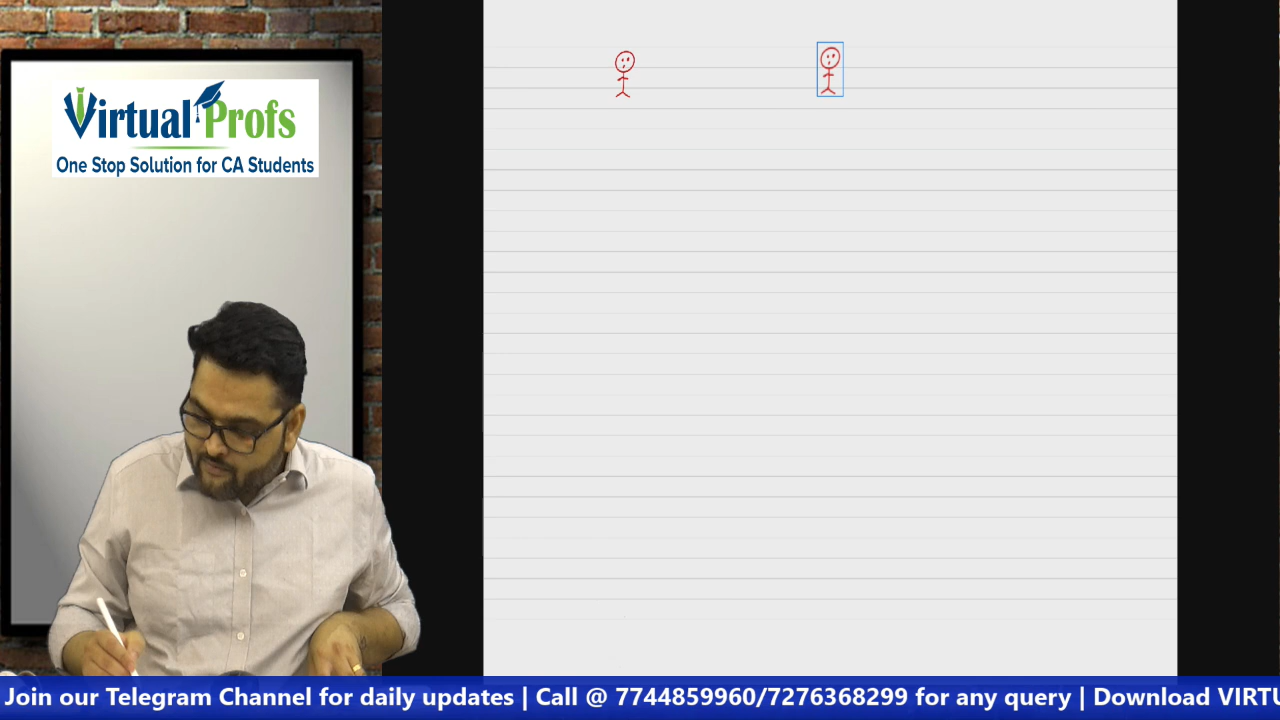 Virtual Profs
One Stop Solution for CA Students
Join our Telegram Channel for daily updates | Call @ 7744859960/7276368299 for any query | Download VIRTU